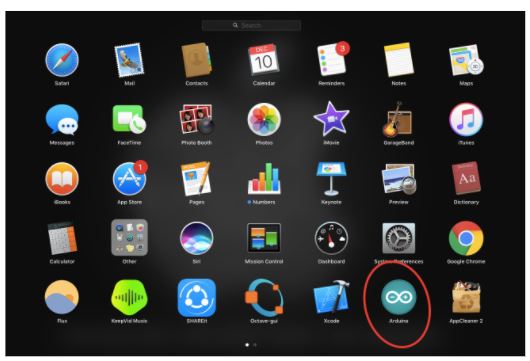 Search
Safari Mail Contacts Calendar Reminders Notes Maps
DEC
10
3
Messages FaceTime Photo Booth Photos iMovie GarageBand iTunes
iBooks App Store Pages Numbers Keynote Preview Dictionary
1
Aa
Calculator Other Siri Mission Control Dashboard System Preferences Google Chrome
Flux KeepVid Music SHAREit Octave-gui Xcode Arduino AppCleaner 2